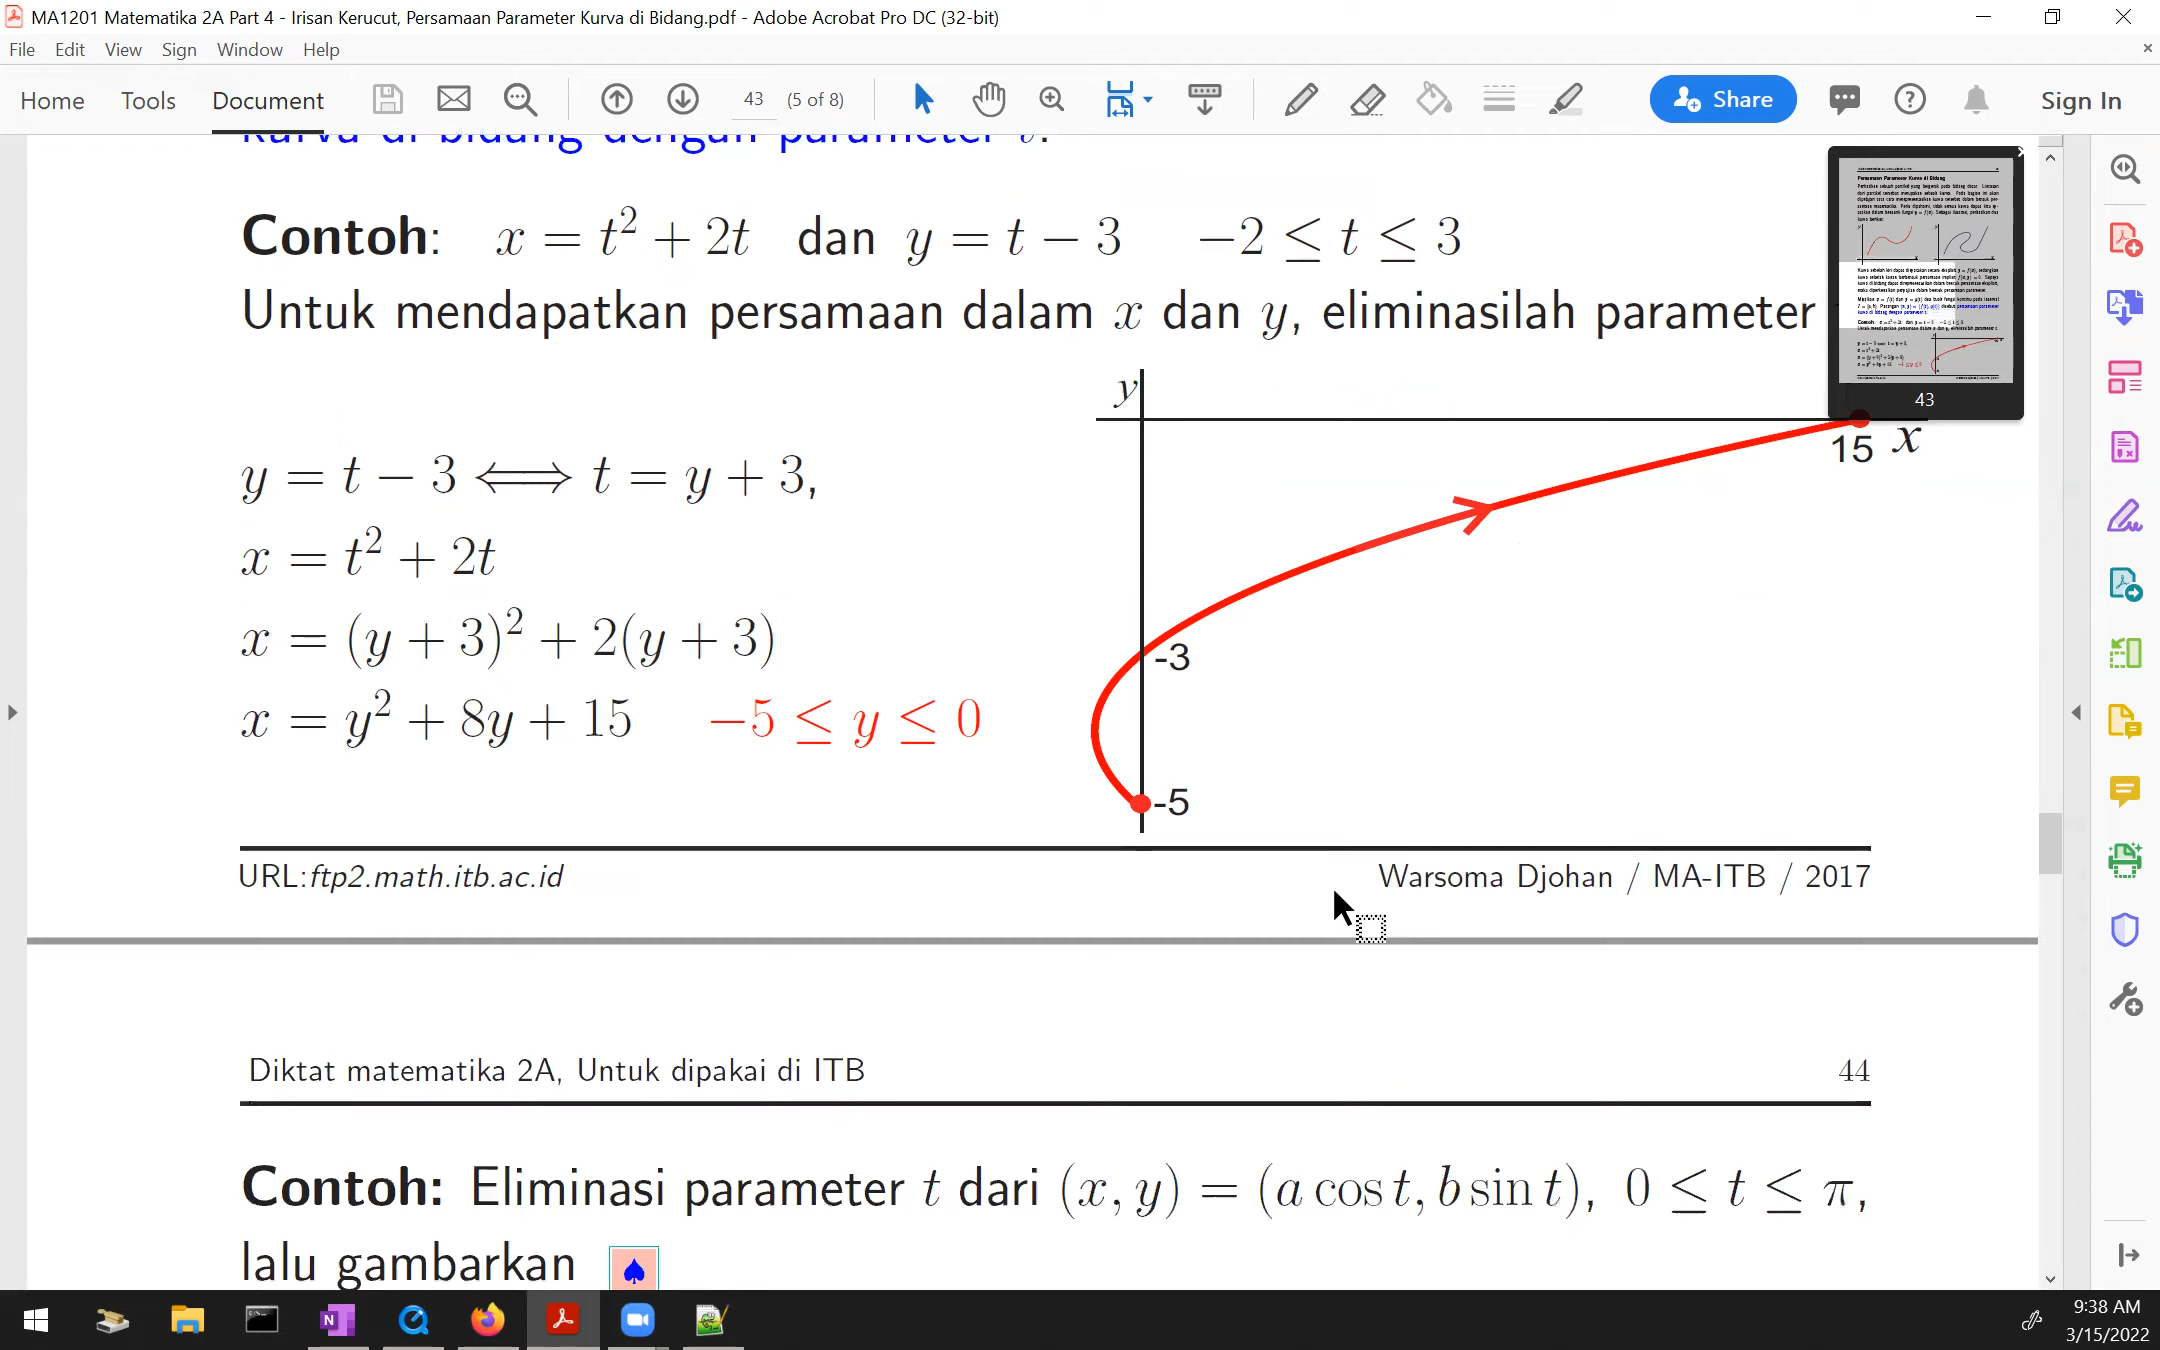 MA1201 Matematika 2A Part 4 - Irisan Kerucut, Persamaan Parameter Kurva di Bidang.pdf - Adobe Acrobat Pro DC (32-bit)
File Edit View Sign Window Help
Home Tools Document 43 (5 of 8) Share Sign In
kurva di bidang dengan parameter t.
Contoh: x = t² + 2t dan y = t − 3 −2 ≤ t ≤ 3
Untuk mendapatkan persamaan dalam x dan y, eliminasilah parameter
43
y
15 x
y = t − 3 ⟺ t = y + 3,
x = t² + 2t
x = (y + 3)² + 2(y + 3)
-3
x = y² + 8y + 15 −5 ≤ y ≤ 0
-5
URL:ftp2.math.itb.ac.id Warsoma Djohan / MA-ITB / 2017
Diktat matematika 2A, Untuk dipakai di ITB 44
Contoh: Eliminasi parameter t dari (x, y) = (a cos t, b sin t), 0 ≤ t ≤ π,
lalu gambarkan ♠
9:38 AM
3/15/2022